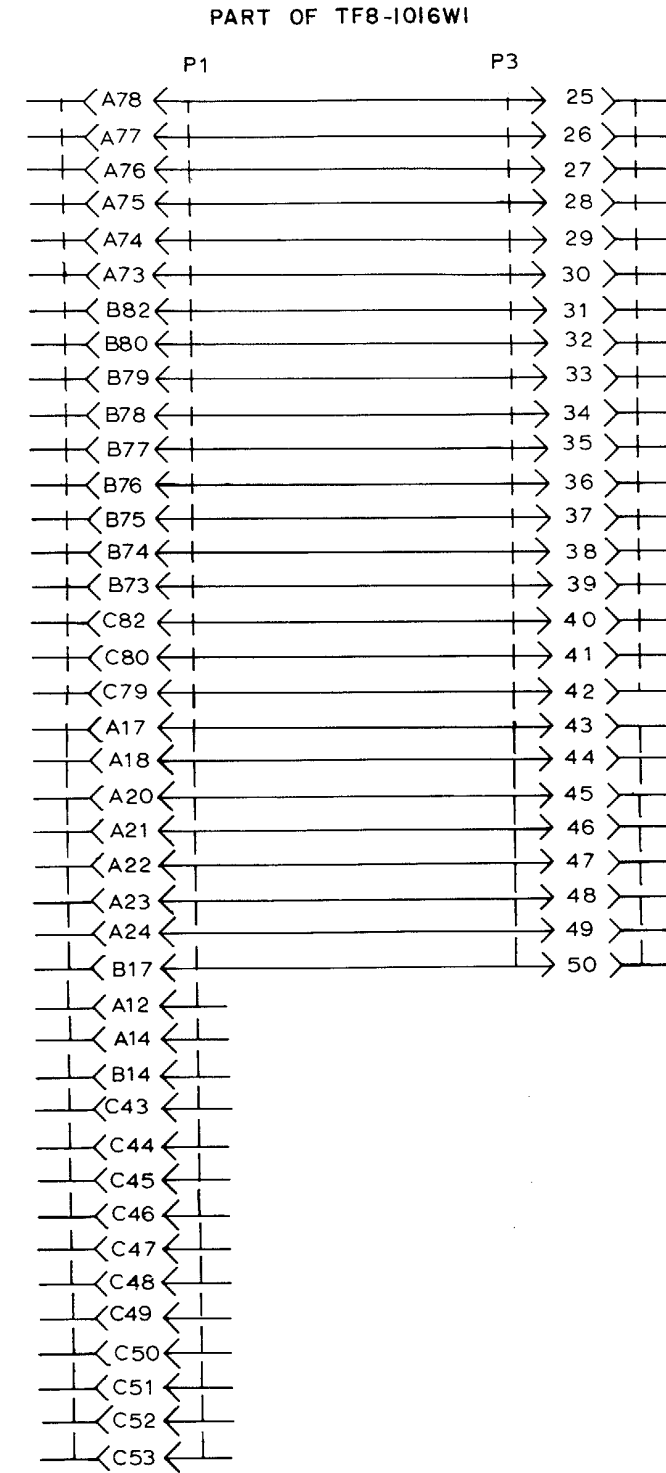 PART OF TF8-1016W1
P1 P3
A78 25
A77 26
A76 27
A75 28
A74 29
A73 30
B82 31
B80 32
B79 33
B78 34
B77 35
B76 36
B75 37
B74 38
B73 39
C82 40
C80 41
C79 42
A17 43
A18 44
A20 45
A21 46
A22 47
A23 48
A24 49
B17 50
A12
A14
B14
C43
C44
C45
C46
C47
C48
C49
C50
C51
C52
C53